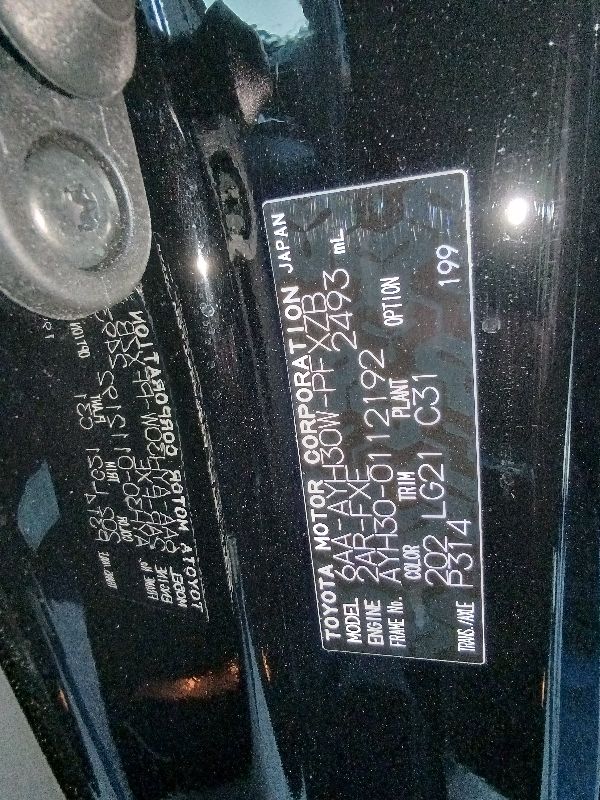 TOYOTA MOTOR CORPORATION JAPAN
MODEL 6AA-AYH30W-PFXZB
ENGINE 2AR-FXE 2493 mL
FRAME No. AYH30-0112192
COLOR TRIM PLANT OPTION
202 LG21 C31
TRANS./AXLE P314 199